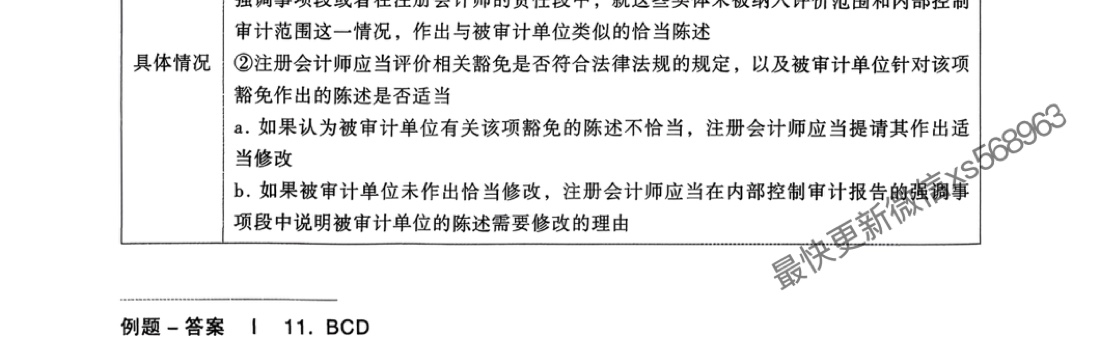 强调事项段或者在注册会计师的责任段中，就这些实体未被纳入评价范围和内部控制
审计范围这一情况，作出与被审计单位类似的恰当陈述
具体情况
②注册会计师应当评价相关豁免是否符合法律法规的规定，以及被审计单位针对该项
豁免作出的陈述是否适当
a. 如果认为被审计单位有关该项豁免的陈述不恰当，注册会计师应当提请其作出适
当修改
b. 如果被审计单位未作出恰当修改，注册会计师应当在内部控制审计报告的强调事
项段中说明被审计单位的陈述需要修改的理由
最快更新微信xs568963
例题 – 答案 | 11. BCD